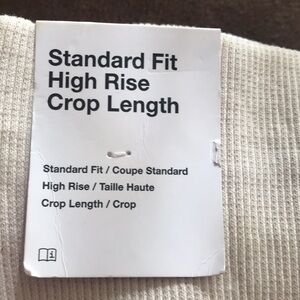 Standard Fit
High Rise
Crop Length
Standard Fit / Coupe Standard
High Rise / Taille Haute
Crop Length / Crop